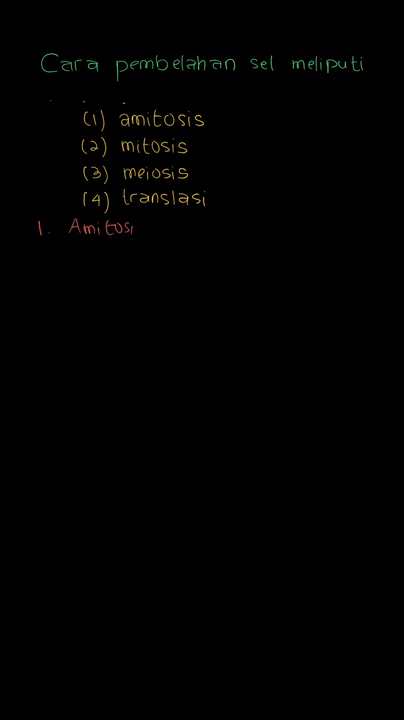 Cara pembelahan sel meliputi
(1) amitosis
(2) mitosis
(3) meiosis
(4) translasi
1. Amitosi